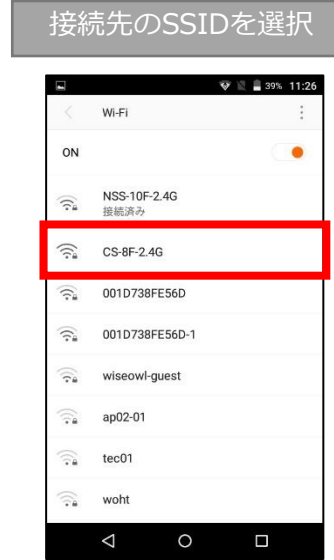 接続先のSSIDを選択
39% 11:26
Wi-Fi
ON
NSS-10F-2.4G
接続済み
CS-8F-2.4G
001D738FE56D
001D738FE56D-1
wiseowl-guest
ap02-01
tec01
woht